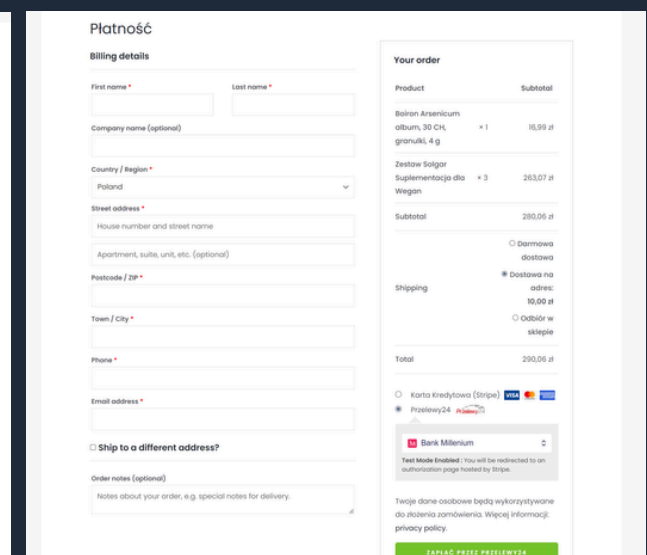 Płatność
Billing details
First name *
Last name *
Company name (optional)
Country / Region *
Poland
Street address *
House number and street name
Apartment, suite, unit, etc. (optional)
Postcode / ZIP *
Town / City *
Phone *
Email address *
Ship to a different address?
Order notes (optional)
Notes about your order, e.g. special notes for delivery.
Your order
Product Subtotal
Boiron Arsenicum
album, 30 CH, × 1 16,99 zł
granulki, 4 g
Zestaw Solgar
Suplementacja dla × 3 263,07 zł
Wegan
Subtotal 280,06 zł
Darmowa
dostawa
Dostawa na
Shipping adres:
10,00 zł
Odbiór w
sklepie
Total 290,06 zł
Karta Kredytowa (Stripe) VISA
Przelewy24 Przelewy24
Bank Millenium
Test Mode Enabled : You will be redirected to an
authorization page hosted by Stripe.
Twoje dane osobowe będą wykorzystywane
do złożenia zamówienia. Więcej informacji:
privacy policy.
ZAPŁAĆ PRZEZ PRZELEWY24